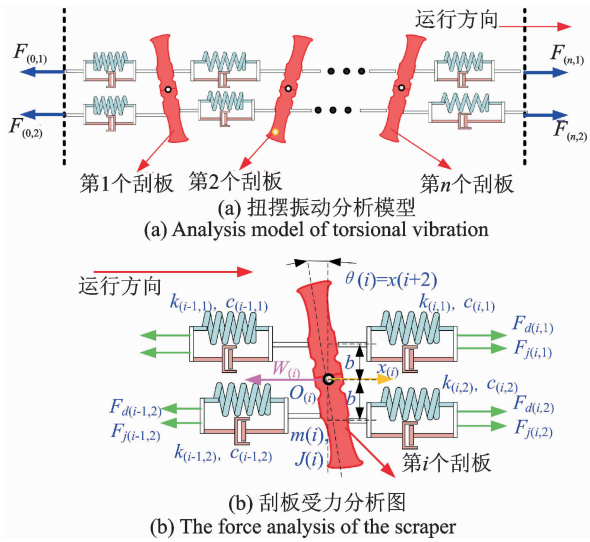 运行方向
F(0,1) F(n,1)
F(0,2) F(n,2)
第1个刮板 第2个刮板 第n个刮板
(a) 扭摆振动分析模型
(a) Analysis model of torsional vibration
运行方向
θ(i)=x(i+2)
k(i-1,1), c(i-1,1) k(i,1), c(i,1)
Fd(i,1)
Fj(i,1)
W(i) b x(i)
O(i) b k(i,2), c(i,2)
Fd(i-1,2) Fd(i,2)
Fj(i-1,2) Fj(i,2)
k(i-1,2), c(i-1,2) m(i),
J(i) 第i个刮板
(b) 刮板受力分析图
(b) The force analysis of the scraper